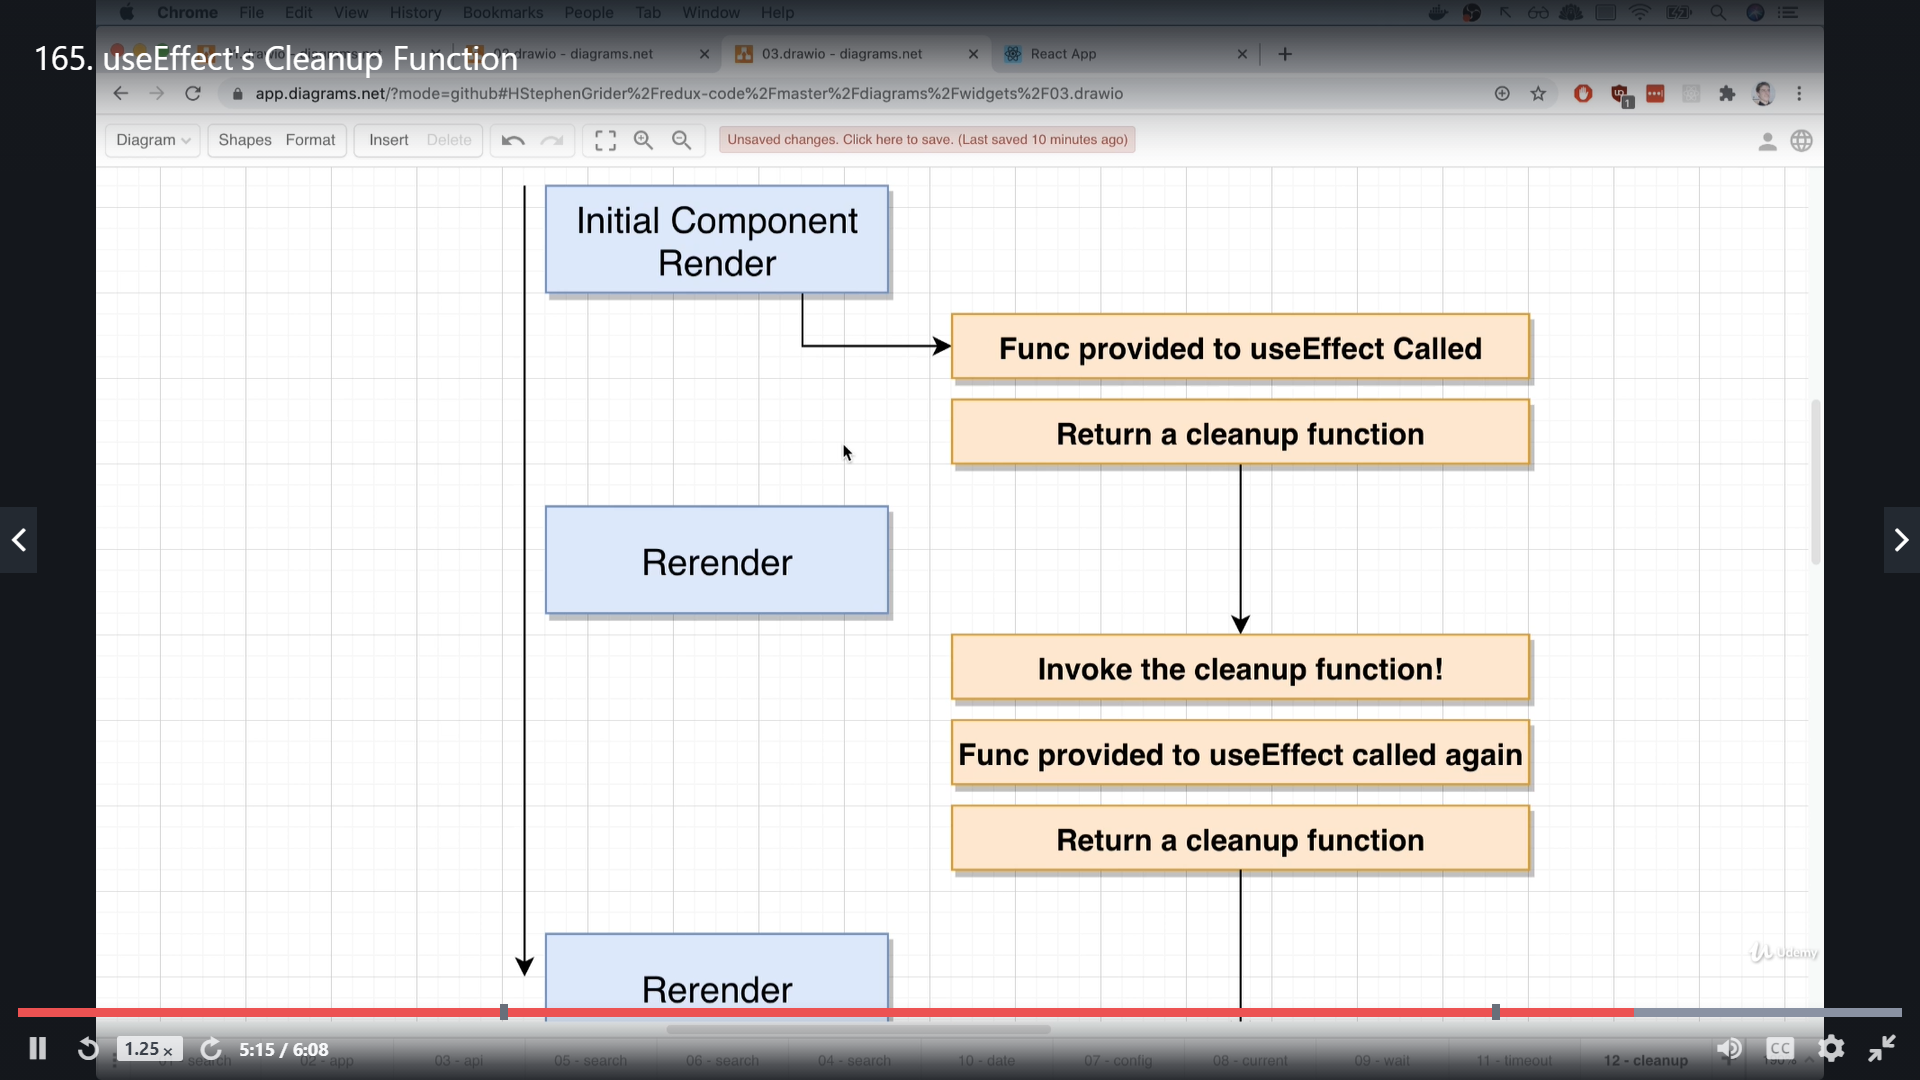 Chrome File Edit View History Bookmarks People Tab Window Help
165. useEffect's Cleanup Function
drawio - diagrams.net
03.drawio - diagrams.net
React App
app.diagrams.net/?mode=github#HStephenGrider%2Fredux-code%2Fmaster%2Fdiagrams%2Fwidgets%2F03.drawio
1
Diagram Shapes Format Insert Delete
Unsaved changes. Click here to save. (Last saved 10 minutes ago)
Initial Component
Render
Func provided to useEffect Called
Return a cleanup function
Rerender
Invoke the cleanup function!
Func provided to useEffect called again
Return a cleanup function
Rerender
Udemy
1.25 x
5:15 / 6:08
CC
search 02 - app 03 - api 05 - search 06 - search 04 - search 10 - date 07 - config 08 - current 09 - wait 11 - timeout 12 - cleanup